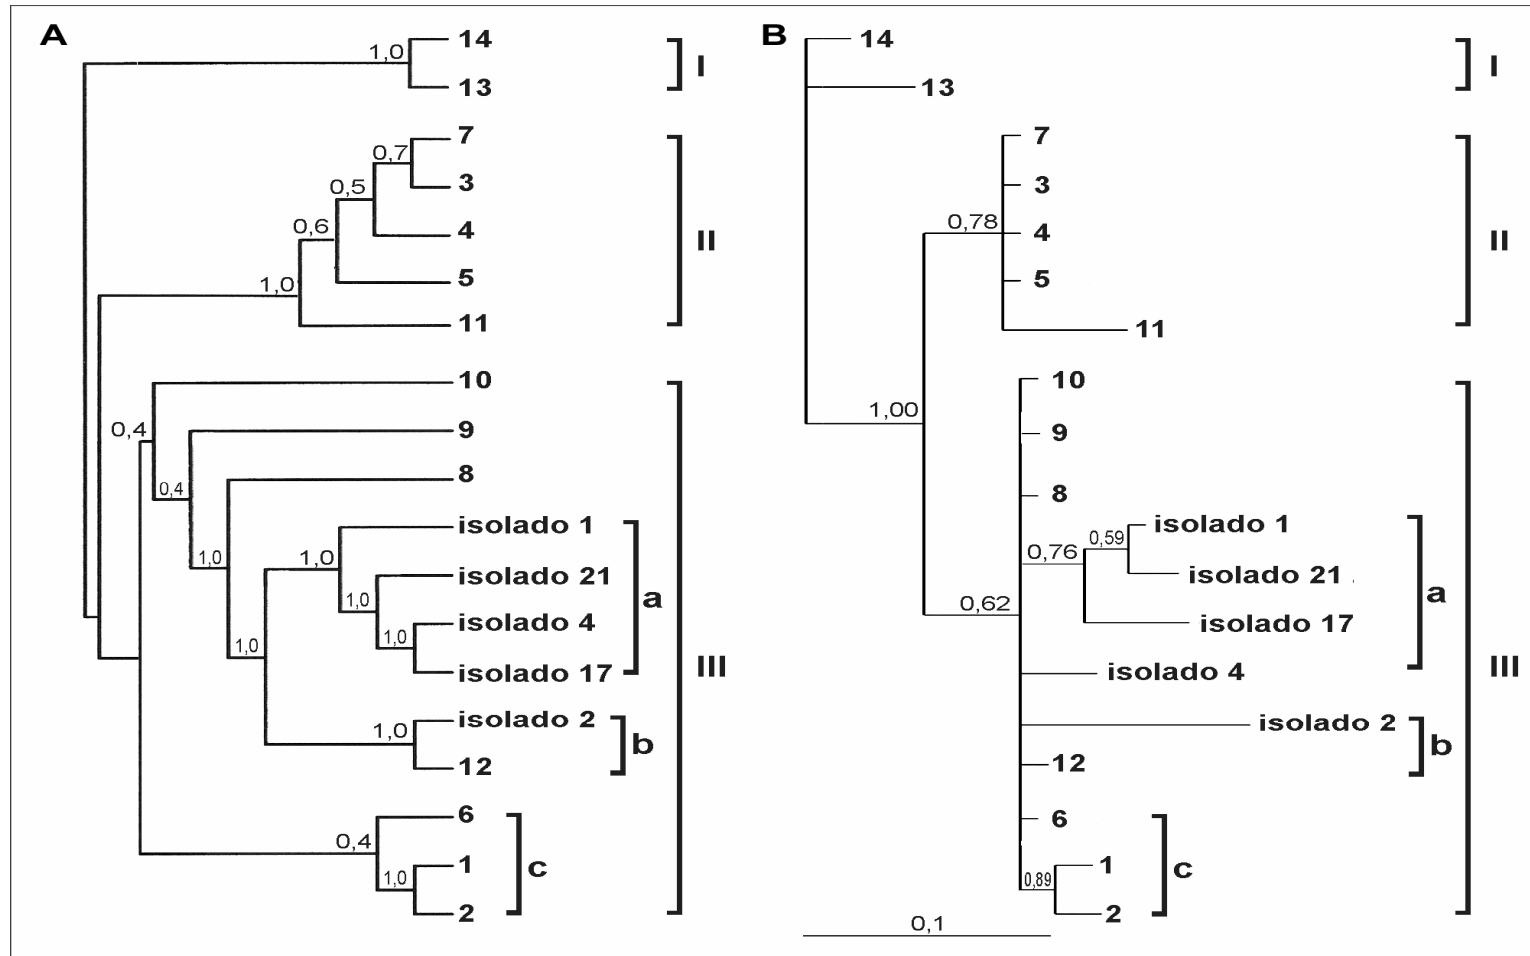 A
1,0
14
13
I
7
0,7
3
0,5
4
0,6
5
1,0
11
II
10
0,4
9
0,4
8
1,0
isolado 1
1,0
isolado 21
1,0
isolado 4
1,0
isolado 17
a
1,0
isolado 2
1,0
12
b
III
6
0,4
1
1,0
2
c
B
14
13
I
7
3
0,78
4
5
11
II
1,00
10
9
8
isolado 1
0,59
0,76
isolado 21
isolado 17
a
0,62
isolado 4
isolado 2
b
12
III
6
1
0,89
2
c
0,1